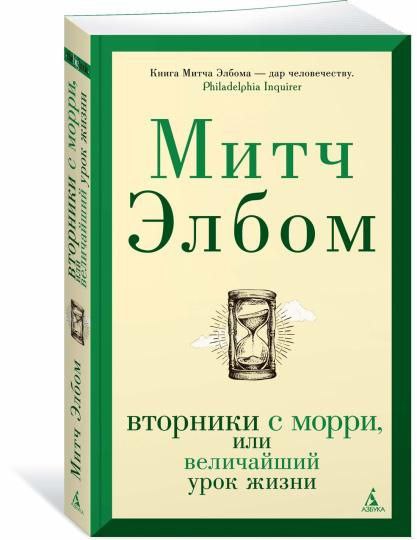 Книга Митча Элбома — дар человечеству.
Philadelphia Inquirer
Митч
Элбом
вторники с морри,
или
величайший
урок жизни
АЗБУКА
вторники с морри,
или
величайший урок жизни
Митч Элбом